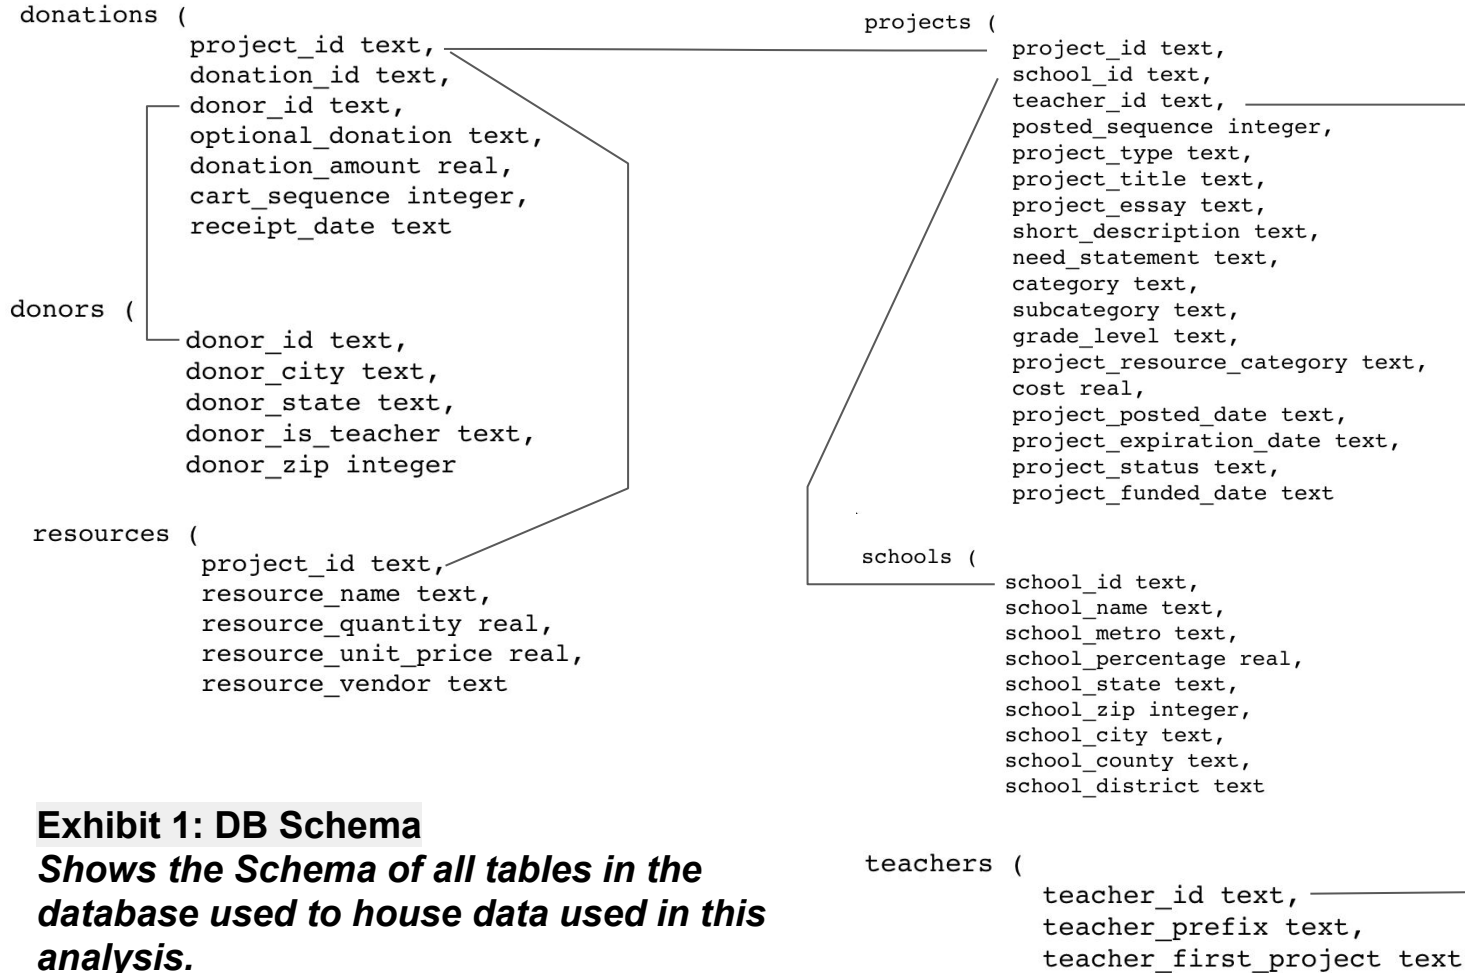 donations (
project_id text,
donation_id text,
donor_id text,
optional_donation text,
donation_amount real,
cart_sequence integer,
receipt_date text
donors (
donor_id text,
donor_city text,
donor_state text,
donor_is_teacher text,
donor_zip integer
resources (
project_id text,
resource_name text,
resource_quantity real,
resource_unit_price real,
resource_vendor text
Exhibit 1: DB Schema
Shows the Schema of all tables in the
database used to house data used in this
analysis.
projects (
project_id text,
school_id text,
teacher_id text,
posted_sequence integer,
project_type text,
project_title text,
project_essay text,
short_description text,
need_statement text,
category text,
subcategory text,
grade_level text,
project_resource_category text,
cost real,
project_posted_date text,
project_expiration_date text,
project_status text,
project_funded_date text
schools (
school_id text,
school_name text,
school_metro text,
school_percentage real,
school_state text,
school_zip integer,
school_city text,
school_county text,
school_district text
teachers (
teacher_id text,
teacher_prefix text,
teacher_first_project text